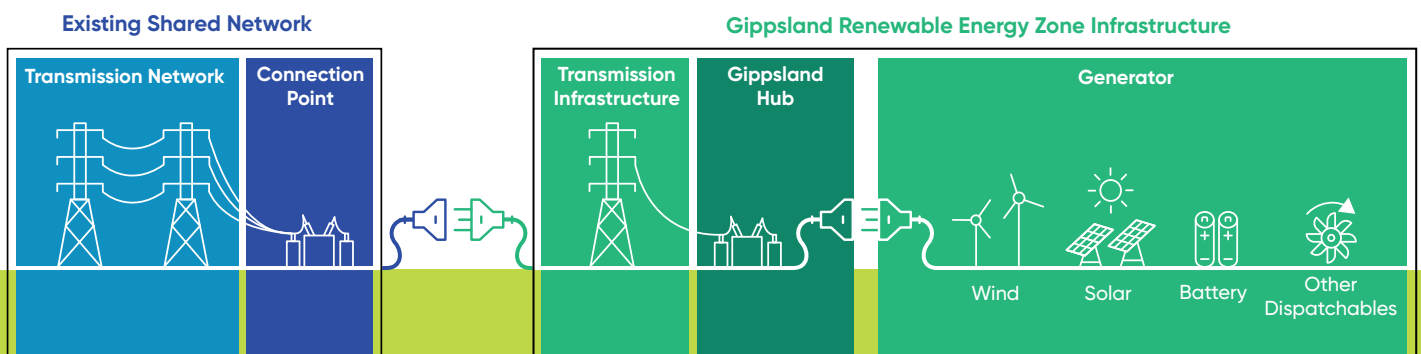 Existing Shared Network
Gippsland Renewable Energy Zone Infrastructure
Transmission Network
Connection
Point
Transmission
Infrastructure
Gippsland
Hub
Generator
Wind
Solar
Battery
Other
Dispatchables